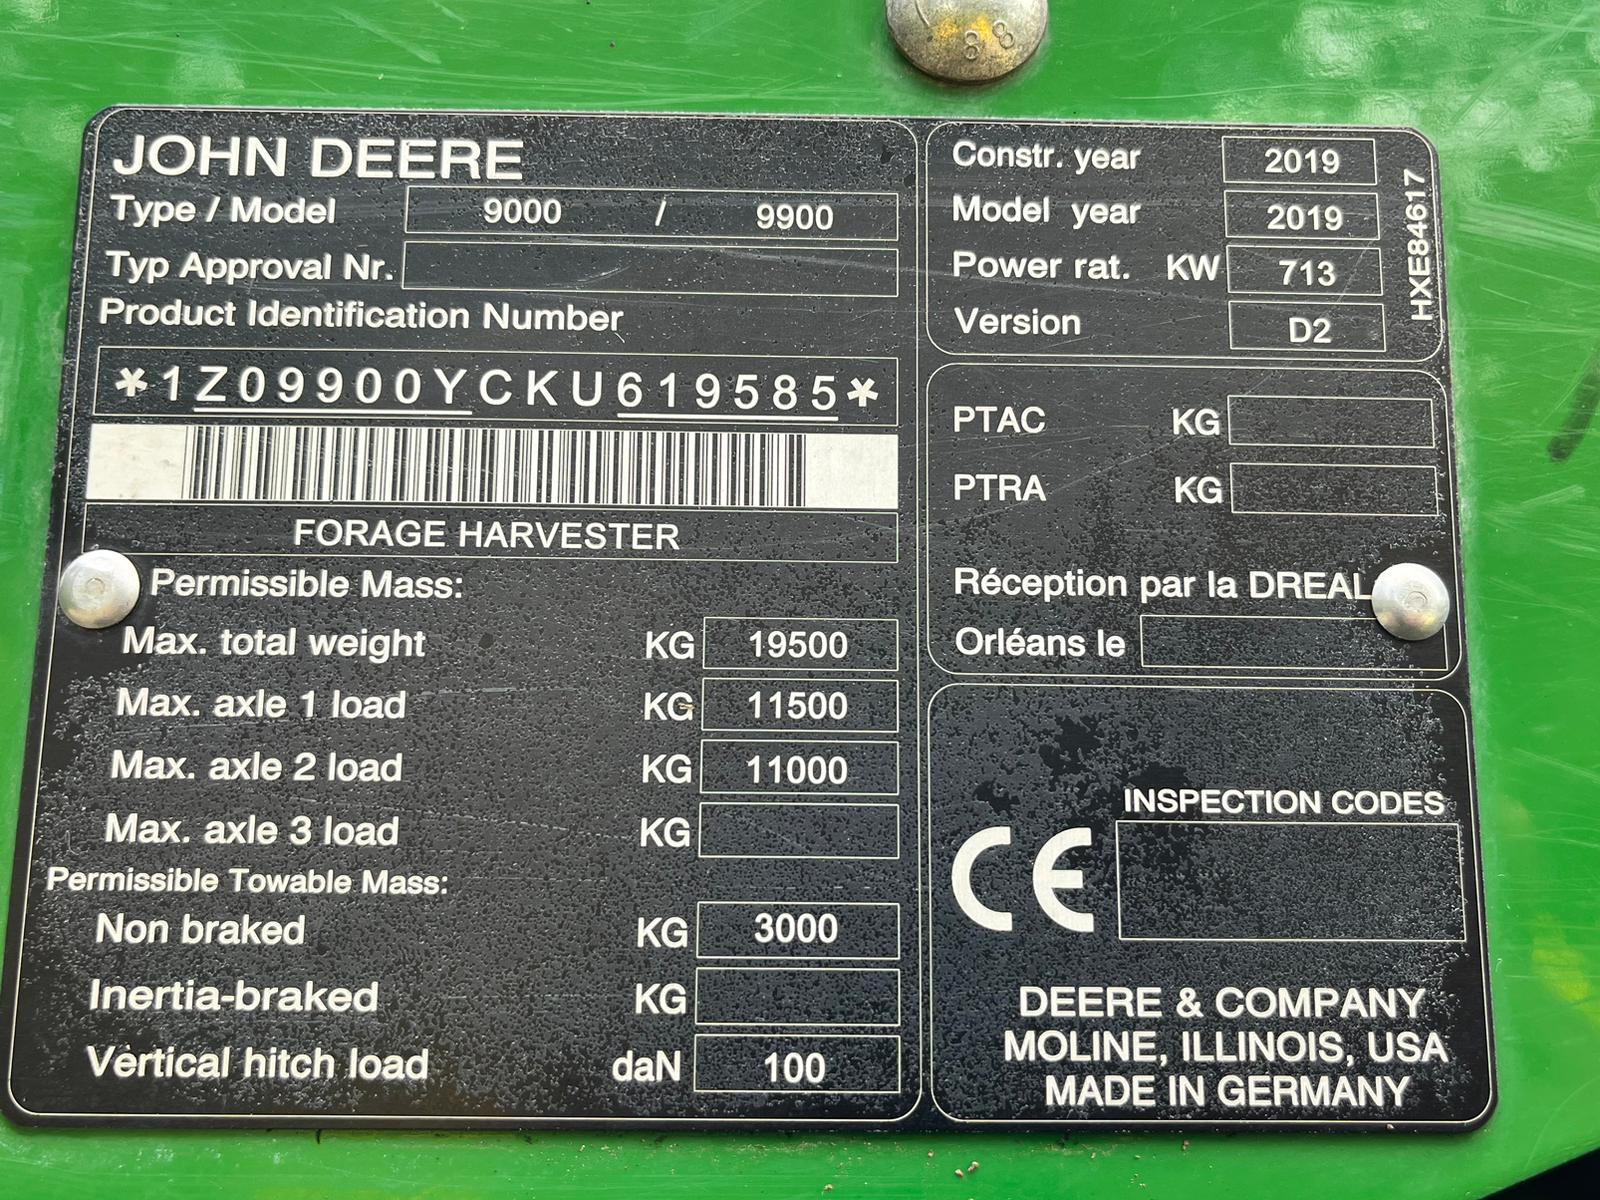 JOHN DEERE
Type / Model 9000 / 9900
Typ Approval Nr.
Product Identification Number
*1Z09900YCKU619585*
FORAGE HARVESTER
Permissible Mass:
Max. total weight KG 19500
Max. axle 1 load KG 11500
Max. axle 2 load KG 11000
Max. axle 3 load KG
Permissible Towable Mass:
Non braked KG 3000
Inertia-braked KG
Vertical hitch load daN 100
Constr. year 2019
Model year 2019
Power rat. KW 713
Version D2
HXE84617
PTAC KG
PTRA KG
Réception par la DREAL
Orléans le
INSPECTION CODES
CE
DEERE & COMPANY
MOLINE, ILLINOIS, USA
MADE IN GERMANY
8 8